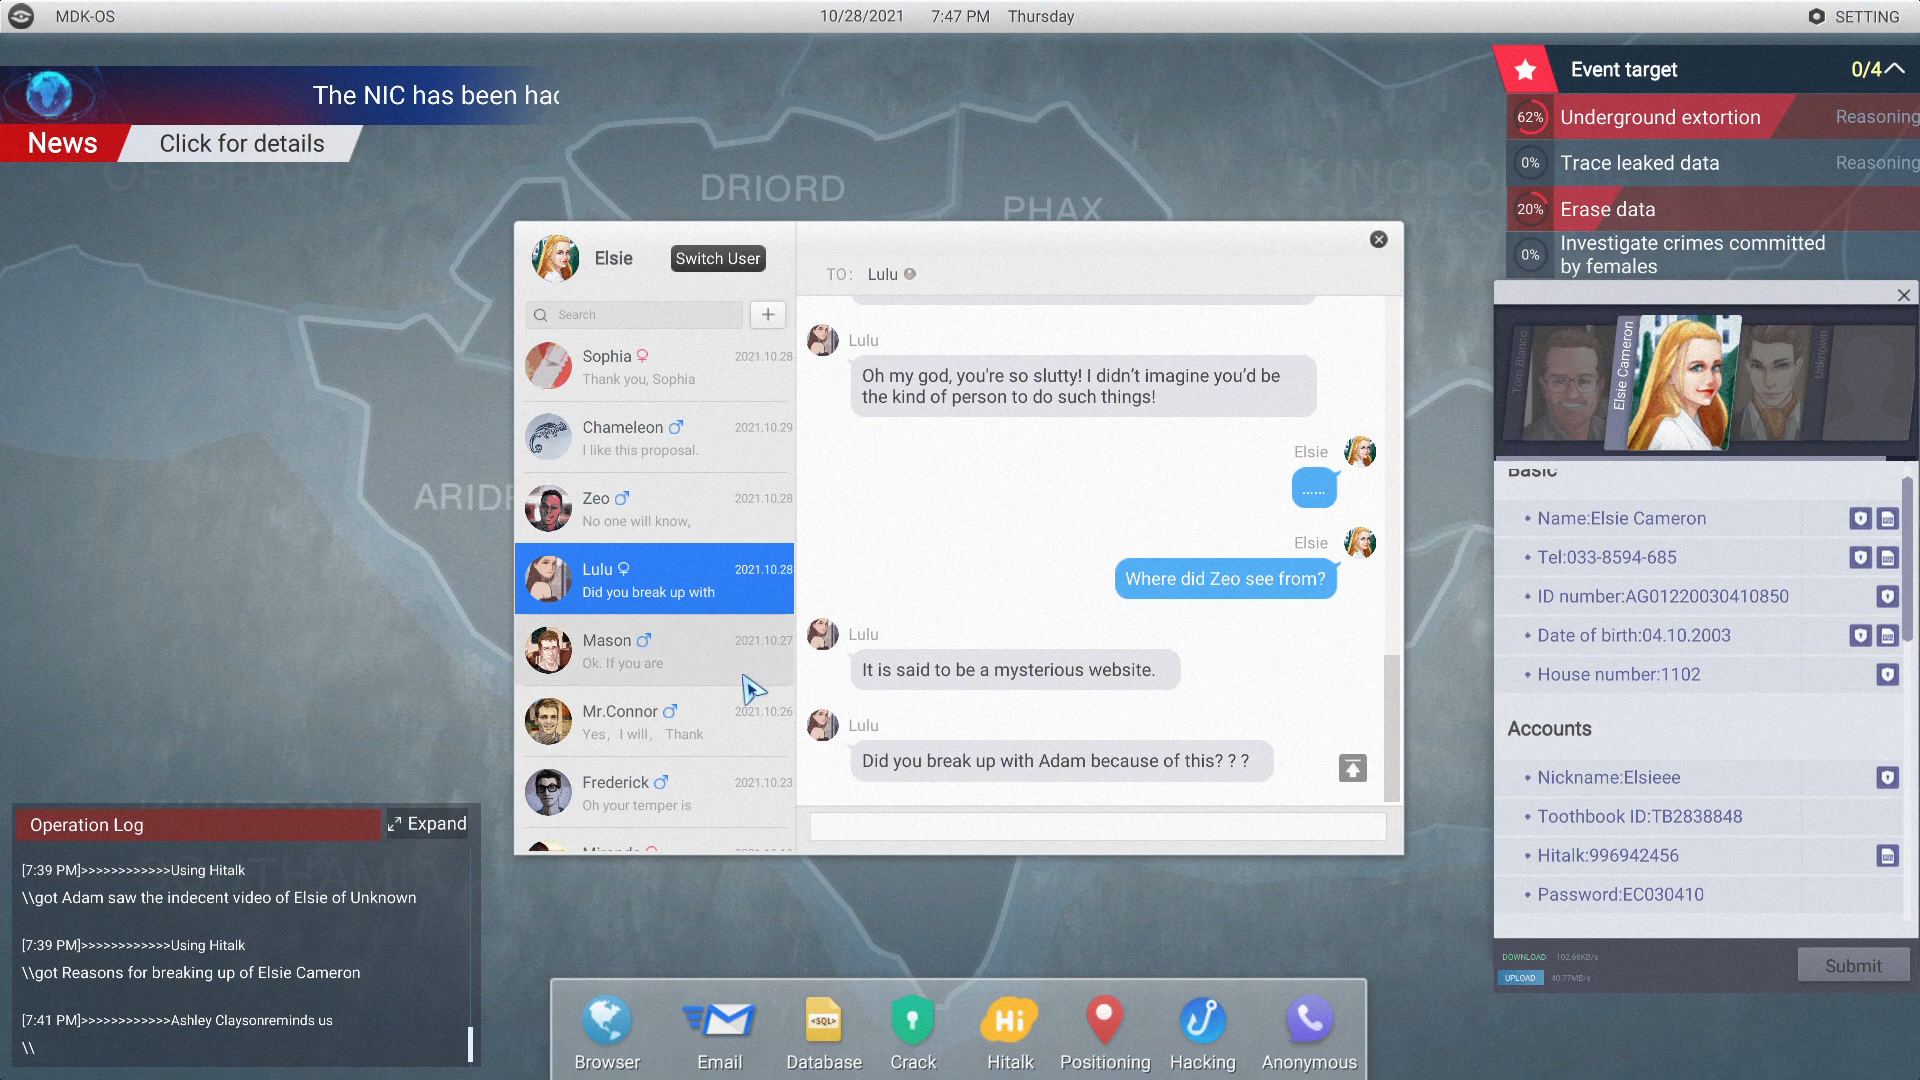 MDK-OS
10/28/2021 7:47 PM Thursday
SETTING
The NIC has been hac
News
Click for details
DRIORD
PHAX
Event target
0/4
62% Underground extortion Reasoning
0% Trace leaked data Reasoning
20% Erase data
0% Investigate crimes committed
by females
Elsie
Switch User
Search
Sophia 2021.10.28
Thank you, Sophia
Chameleon 2021.10.29
I like this proposal.
Zeo 2021.10.28
No one will know,
Lulu 2021.10.28
Did you break up with
Mason 2021.10.27
Ok. If you are
Mr.Connor 2021.10.26
Yes, I will, Thank
Frederick 2021.10.23
Oh your temper is
TO: Lulu
Lulu
Oh my god, you're so slutty! I didn’t imagine you’d be
the kind of person to do such things!
Elsie
......
Elsie
Where did Zeo see from?
Lulu
It is said to be a mysterious website.
Lulu
Did you break up with Adam because of this? ? ?
Tom Blanco
Elsie Cameron
Unknown
Basic
• Name:Elsie Cameron
• Tel:033-8594-685
• ID number:AG01220030410850
• Date of birth:04.10.2003
• House number:1102
Accounts
• Nickname:Elsieee
• Toothbook ID:TB2838848
• Hitalk:996942456
• Password:EC030410
DOWNLOAD 102.66KB/s
UPLOAD 40.77MB/s
Submit
Operation Log
Expand
[7:39 PM]>>>>>>>>>>>>Using Hitalk
\\got Adam saw the indecent video of Elsie of Unknown
[7:39 PM]>>>>>>>>>>>>Using Hitalk
\\got Reasons for breaking up of Elsie Cameron
[7:41 PM]>>>>>>>>>>>>Ashley Claysonreminds us
\\
<SQL>
Hi
Browser
Email
Database
Crack
Hitalk
Positioning
Hacking
Anonymous